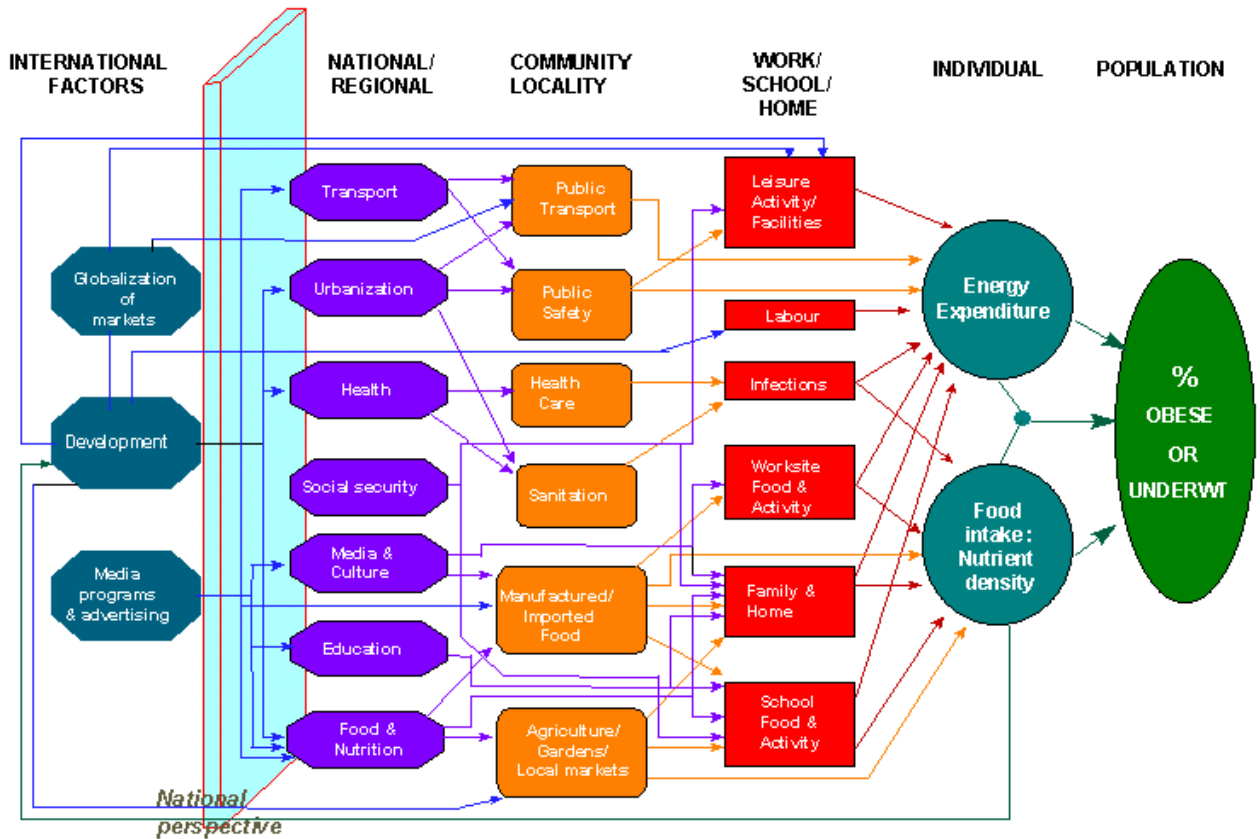 INTERNATIONAL
FACTORS
NATIONAL/
REGIONAL
COMMUNITY
LOCALITY
WORK/
SCHOOL/
HOME
INDIVIDUAL
POPULATION
Globalization
of
markets
Development
Media
programs
& advertising
Transport
Urbanization
Health
Social security
Media &
Culture
Education
Food &
Nutrition
Public
Transport
Public
Safety
Health
Care
Sanitation
Manufactured/
Imported
Food
Agriculture/
Gardens/
Local markets
Leisure
Activity/
Facilities
Labour
Infections
Worksite
Food &
Activity
Family &
Home
School
Food &
Activity
Energy
Expenditure
Food
intake:
Nutrient
density
%
OBESE
OR
UNDERWT
National
perspective